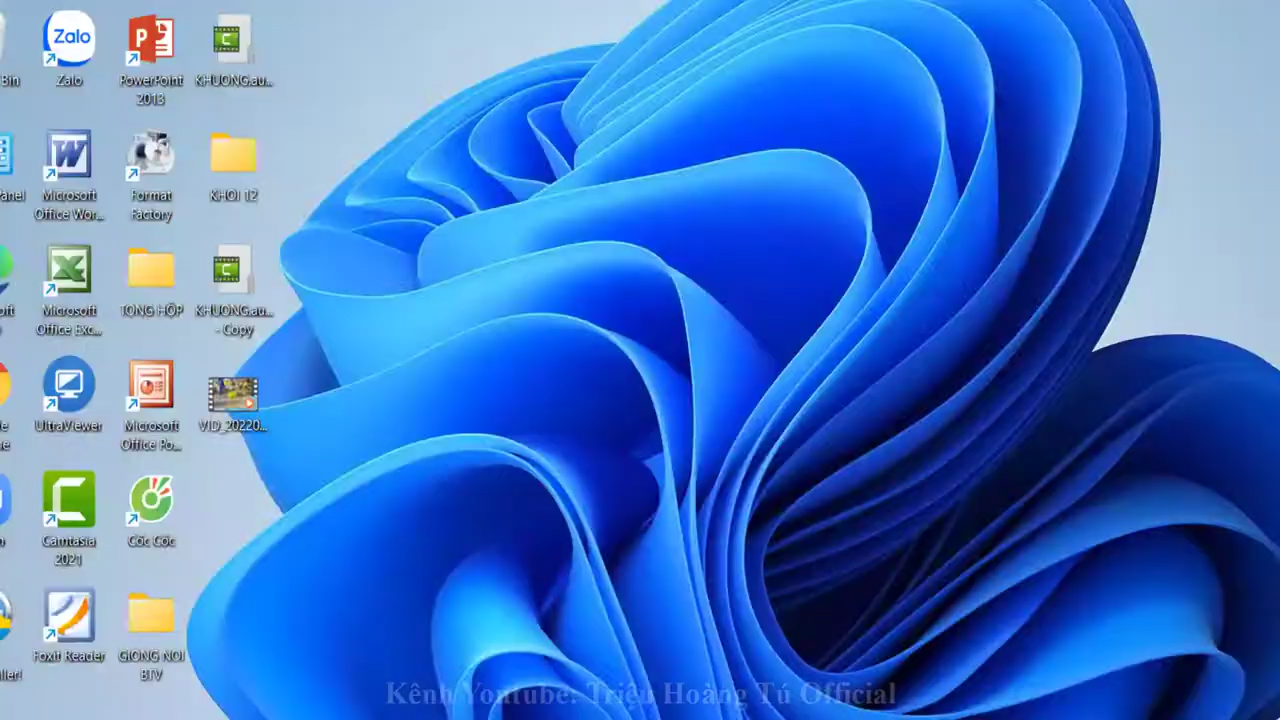 Bin
Zalo
Zalo
PowerPoint
2013
KHUONG.au...
Panel
Microsoft
Office Wor...
Format
Factory
KHOI 12
Microsoft
Office Exc...
TONG HỢP
KHUONG.au...
- Copy
UltraViewer
Microsoft
Office Po...
VID_20220...
Camtasia
2021
Cốc Cốc
Foxit Reader
GIONG NOI
BTV
Kênh Youtube: Triệu Hoàng Tú Official